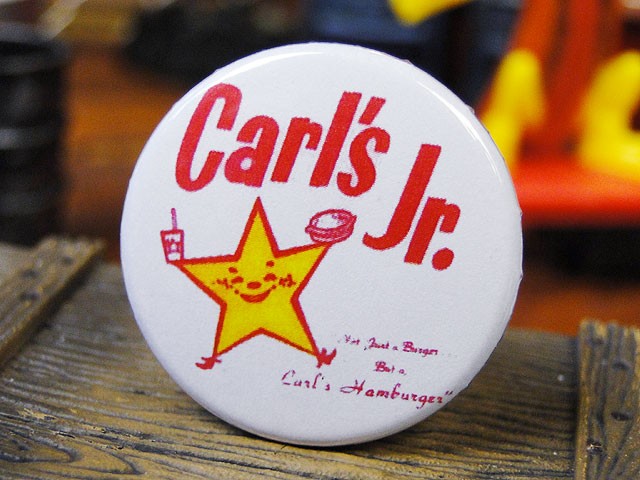 Carl's Jr.
Not Just a Burger...
But a
Carl's Hamburger"